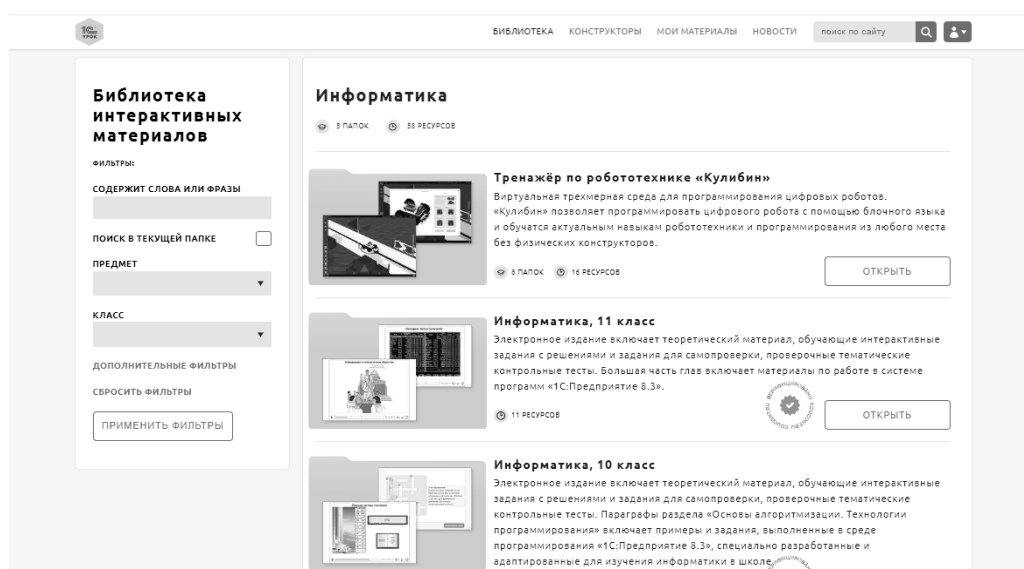 1С:
УРОК
БИБЛИОТЕКА КОНСТРУКТОРЫ МОИ МАТЕРИАЛЫ НОВОСТИ поиск по сайту
Библиотека
интерактивных
материалов
ФИЛЬТРЫ:
СОДЕРЖИТ СЛОВА ИЛИ ФРАЗЫ
ПОИСК В ТЕКУЩЕЙ ПАПКЕ
ПРЕДМЕТ
КЛАСС
ДОПОЛНИТЕЛЬНЫЕ ФИЛЬТРЫ
СБРОСИТЬ ФИЛЬТРЫ
ПРИМЕНИТЬ ФИЛЬТРЫ
Информатика
5 ПАПОК 53 РЕСУРСОВ
Тренажёр по робототехнике «Кулибин»
Виртуальная трехмерная среда для программирования цифровых роботов.
«Кулибин» позволяет программировать цифрового робота с помощью блочного языка
и обучатся актуальным навыкам робототехники и программирования из любого места
без физических конструкторов.
ПАПОК 16 РЕСУРСОВ
ОТКРЫТЬ
Информатика, 11 класс
Электронное издание включает теоретический материал, обучающие интерактивные
задания с решениями и задания для самопроверки, проверочные тематические
контрольные тесты. Большая часть глав включает материалы по работе в системе
программ «1С:Предприятие 8.3».
11 РЕСУРСОВ
ОТКРЫТЬ
Информатика, 10 класс
Электронное издание включает теоретический материал, обучающие интерактивные
задания с решениями и задания для самопроверки, проверочные тематические
контрольные тесты. Параграфы раздела «Основы алгоритмизации. Технологии
программирования» включает примеры и задания, выполненные в среде
программирования «1С:Предприятие 8.3», специально разработанные и
адаптированные для изучения информатики в школе